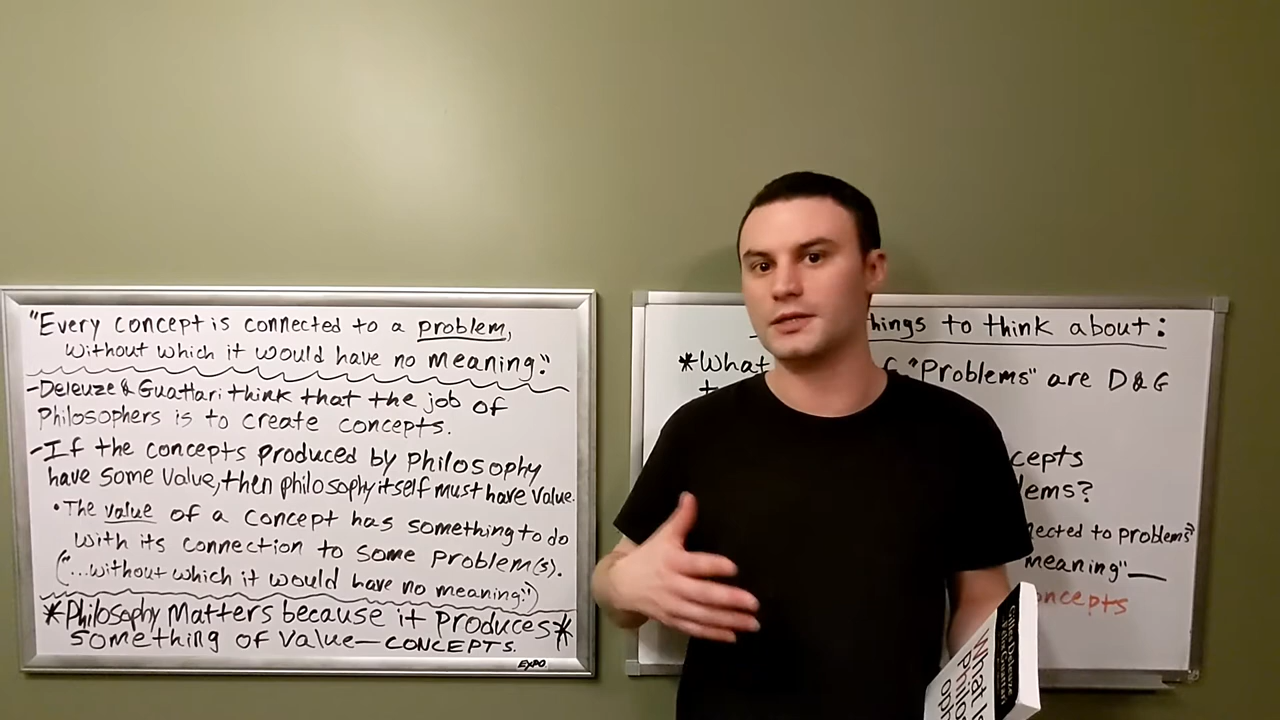 "Every concept is connected to a problem,
without which it would have no meaning."
-Deleuze & Guattari think that the job of
Philosophers is to create concepts.
-If the concepts produced by Philosophy
have some value, then philosophy itself must have value.
• The value of a concept has something to do
with its connection to some problem(s).
("...without which it would have no meaning.")
*Philosophy Matters because it produces*
something of value—CONCEPTS.
EXPO
hings to think about:
*What "Problems" are D&G
cepts
lems?
nected to problems"
meaning"
oncepts
Gilles Deleuze
Félix Guattari
What Is
Philos
oph